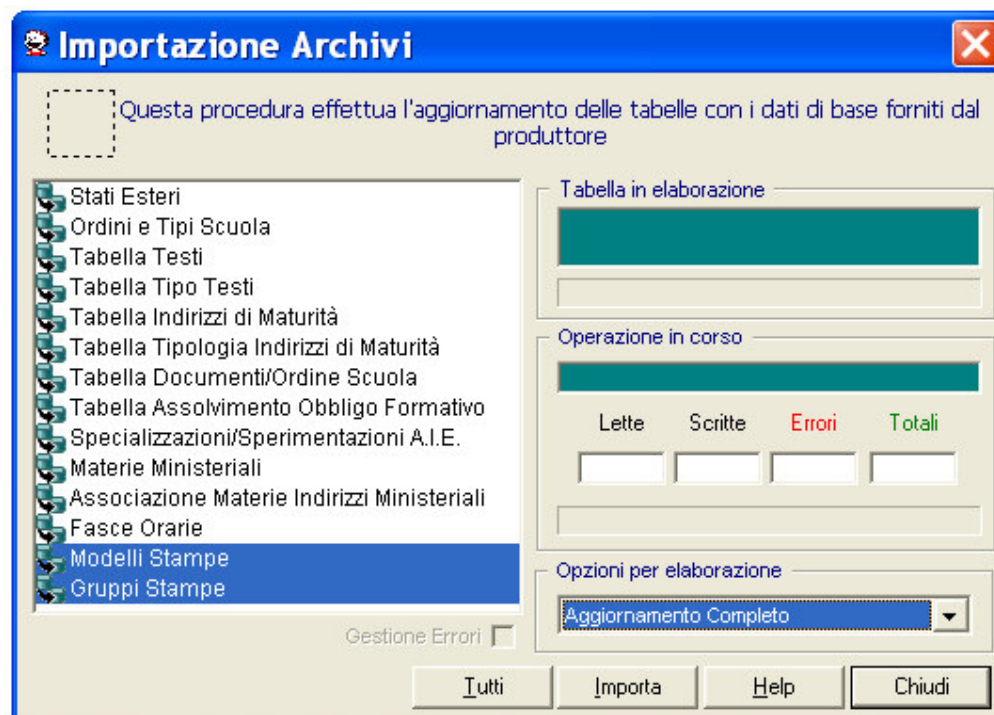 Importazione Archivi
Questa procedura effettua l'aggiornamento delle tabelle con i dati di base forniti dal
produttore
Stati Esteri
Ordini e Tipi Scuola
Tabella Testi
Tabella Tipo Testi
Tabella Indirizzi di Maturità
Tabella Tipologia Indirizzi di Maturità
Tabella Documenti/Ordine Scuola
Tabella Assolvimento Obbligo Formativo
Specializzazioni/Sperimentazioni A.I.E.
Materie Ministeriali
Associazione Materie Indirizzi Ministeriali
Fasce Orarie
Modelli Stampe
Gruppi Stampe
Gestione Errori
Tabella in elaborazione
Operazione in corso
Lette Scritte Errori Totali
Opzioni per elaborazione
Aggiornamento Completo
Tutti Importa Help Chiudi